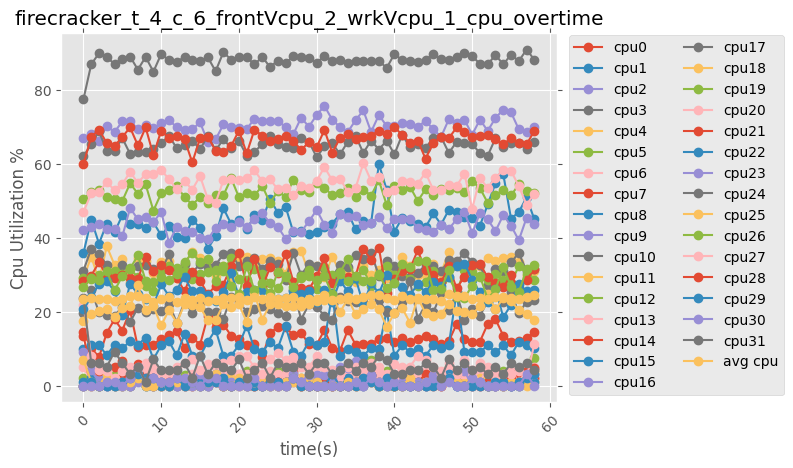 firecracker_t_4_c_6_frontVcpu_2_wrkVcpu_1_cpu_overtime
80
60
40
20
0
Cpu Utilization %
0 10 20 30 40 50 60
time(s)
cpu0
cpu1
cpu2
cpu3
cpu4
cpu5
cpu6
cpu7
cpu8
cpu9
cpu10
cpu11
cpu12
cpu13
cpu14
cpu15
cpu16
cpu17
cpu18
cpu19
cpu20
cpu21
cpu22
cpu23
cpu24
cpu25
cpu26
cpu27
cpu28
cpu29
cpu30
cpu31
avg cpu